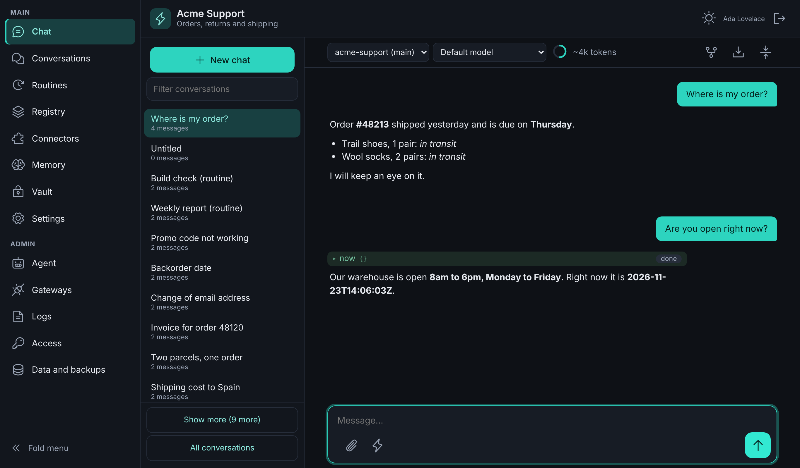 MAIN
Chat
Conversations
Routines
Registry
Connectors
Memory
Vault
Settings
ADMIN
Agent
Gateways
Logs
Access
Data and backups
Fold menu
Acme Support
Orders, returns and shipping
Ada Lovelace
New chat
Filter conversations
Where is my order?
4 messages
Untitled
0 messages
Build check (routine)
2 messages
Weekly report (routine)
2 messages
Promo code not working
2 messages
Backorder date
2 messages
Change of email address
2 messages
Invoice for order 48120
2 messages
Two parcels, one order
2 messages
Shipping cost to Spain
2 messages
Show more (9 more)
All conversations
acme-support (main)
Default model
~4k tokens
Where is my order?
Order #48213 shipped yesterday and is due on Thursday.
• Trail shoes, 1 pair: in transit
• Wool socks, 2 pairs: in transit
I will keep an eye on it.
Are you open right now?
now {}
done
Our warehouse is open 8am to 6pm, Monday to Friday. Right now it is 2026-11-
23T14:06:03Z.
Message...